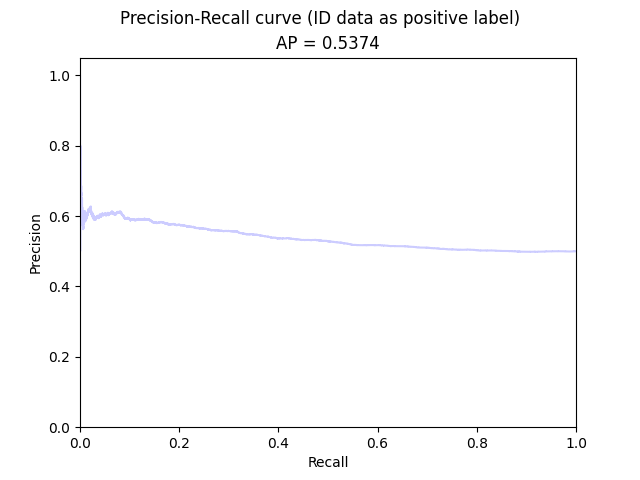 Precision-Recall curve (ID data as positive label)
AP = 0.5374
1.0
0.8
0.6
0.4
0.2
0.0
Precision
0.0 0.2 0.4 0.6 0.8 1.0
Recall